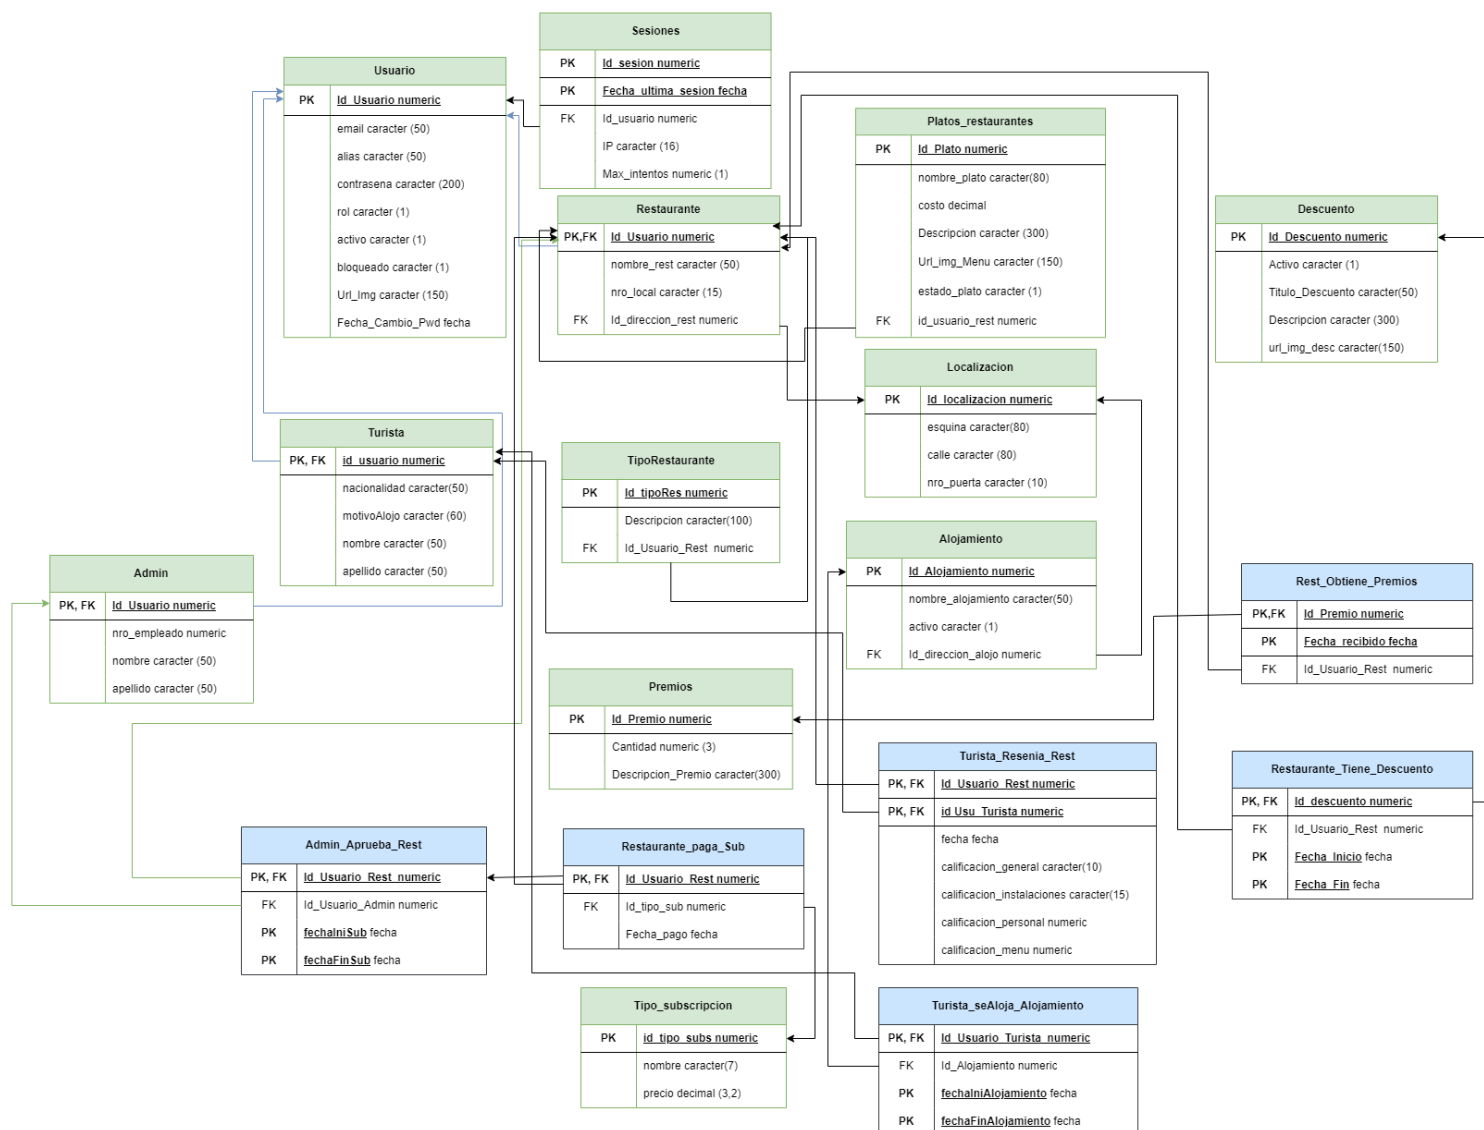 Sesiones
PK Id_sesion numeric
PK Fecha_ultima_sesion fecha
FK Id_usuario numeric
IP caracter (16)
Max_intentos numeric (1)
Usuario
PK Id_Usuario numeric
email caracter (50)
alias caracter (50)
contrasena caracter (200)
rol caracter (1)
activo caracter (1)
bloqueado caracter (1)
Url_Img caracter (150)
Fecha_Cambio_Pwd fecha
Platos_restaurantes
PK Id_Plato numeric
nombre_plato caracter(80)
costo decimal
Descripcion caracter (300)
Url_img_Menu caracter (150)
estado_plato caracter (1)
FK id_usuario_rest numeric
Restaurante
PK,FK Id_Usuario numeric
nombre_rest caracter (50)
nro_local caracter (15)
FK Id_direccion_rest numeric
Descuento
PK Id_Descuento numeric
Activo caracter (1)
Titulo_Descuento caracter(50)
Descripcion caracter (300)
url_img_desc caracter(150)
Localizacion
PK Id_localizacion numeric
esquina caracter(80)
calle caracter (80)
nro_puerta caracter (10)
Turista
PK, FK id_usuario numeric
nacionalidad caracter(50)
motivoAlojo caracter (60)
nombre caracter (50)
apellido caracter (50)
TipoRestaurante
PK Id_tipoRes numeric
Descripcion caracter(100)
FK Id_Usuario_Rest numeric
Alojamiento
PK Id_Alojamiento numeric
nombre_alojamiento caracter(50)
activo caracter (1)
FK Id_direccion_alojo numeric
Admin
PK, FK Id_Usuario numeric
nro_empleado numeric
nombre caracter (50)
apellido caracter (50)
Rest_Obtiene_Premios
PK,FK Id_Premio numeric
PK Fecha_recibido fecha
FK Id_Usuario_Rest numeric
Premios
PK Id_Premio numeric
Cantidad numeric (3)
Descripcion_Premio caracter(300)
Turista_Resenia_Rest
PK, FK Id_Usuario_Rest numeric
PK, FK id Usu_Turista numeric
fecha fecha
calificacion_general caracter(10)
calificacion_instalaciones caracter(15)
calificacion_personal numeric
calificacion_menu numeric
Restaurante_Tiene_Descuento
PK, FK Id_descuento numeric
FK Id_Usuario_Rest numeric
PK Fecha_Inicio fecha
PK Fecha_Fin fecha
Admin_Aprueba_Rest
PK, FK Id_Usuario_Rest numeric
FK Id_Usuario_Admin numeric
PK fechaIniSub fecha
PK fechaFinSub fecha
Restaurante_paga_Sub
PK, FK Id_Usuario_Rest numeric
FK Id_tipo_sub numeric
Fecha_pago fecha
Tipo_subscripcion
PK id_tipo_subs numeric
nombre caracter(7)
precio decimal (3,2)
Turista_seAloja_Alojamiento
PK, FK Id_Usuario_Turista numeric
FK Id_Alojamiento numeric
PK fechaIniAlojamiento fecha
PK fechaFinAlojamiento fecha